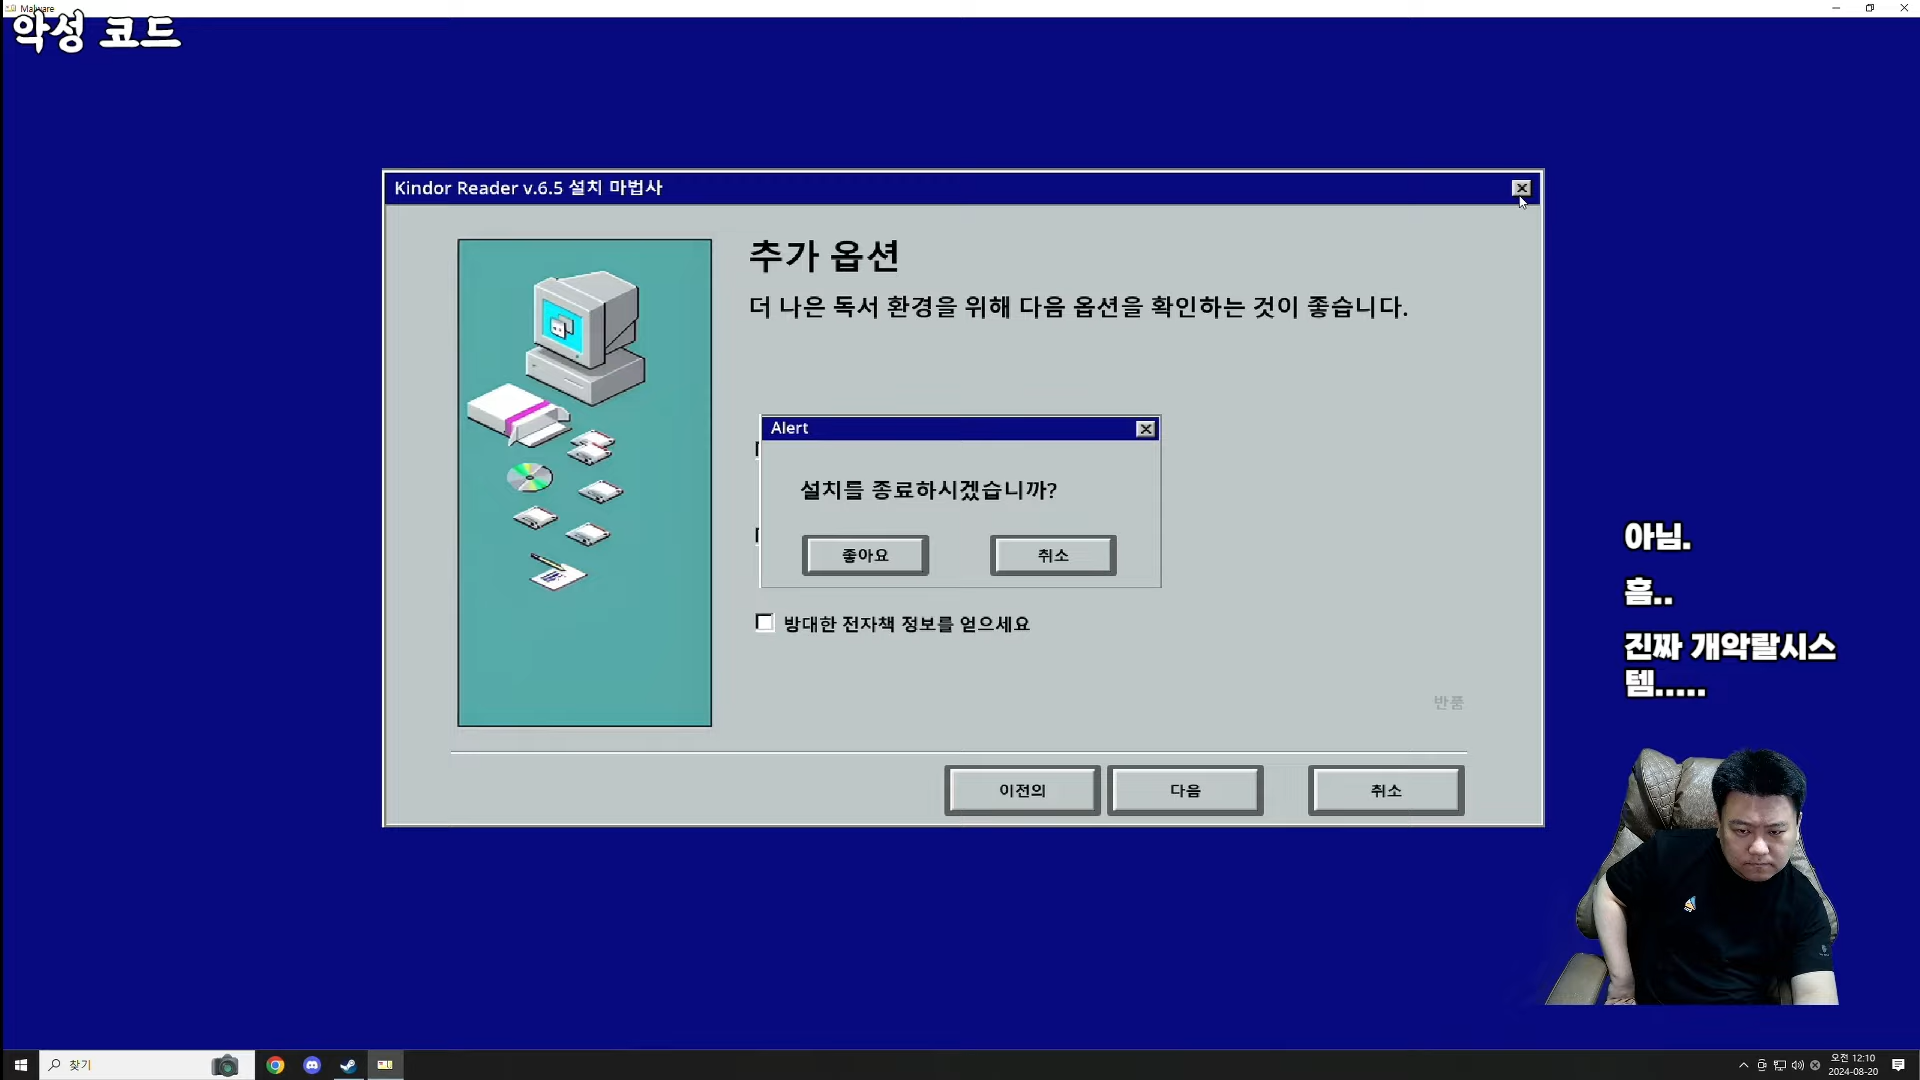 Malware
악성 코드
Kindor Reader v.6.5 설치 마법사
추가 옵션
더 나은 독서 환경을 위해 다음 옵션을 확인하는 것이 좋습니다.
Alert
설치를 종료하시겠습니까?
좋아요
취소
방대한 전자책 정보를 얻으세요
반품
이전의
다음
취소
아님.
흠..
진짜 개악랄시스
템.....
찾기
오전 12:10
2024-08-20